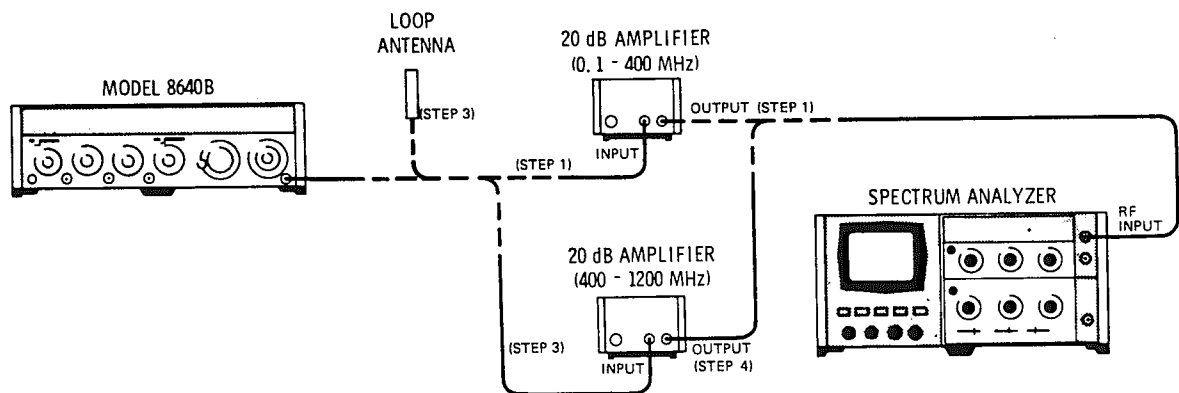 LOOP
ANTENNA
20 dB AMPLIFIER
(0.1 - 400 MHz)
MODEL 8640B
(STEP 3)
OUTPUT (STEP 1)
INPUT
(STEP 1)
SPECTRUM ANALYZER
RF
INPUT
20 dB AMPLIFIER
(400 - 1200 MHz)
(STEP 3)
OUTPUT
(STEP 4)
INPUT